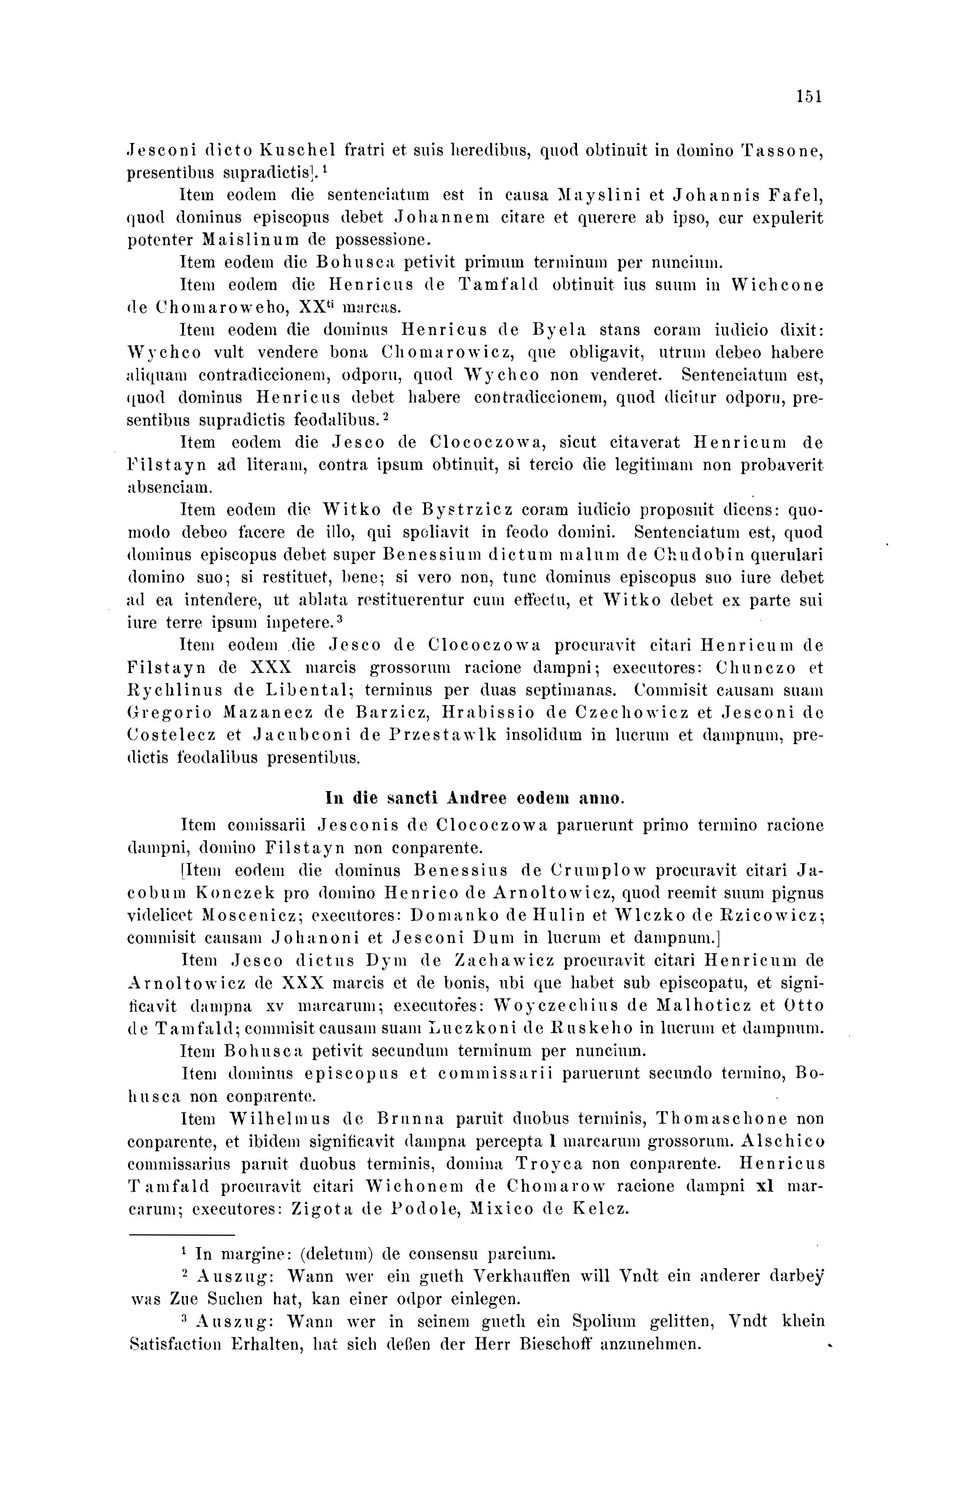 151
Jesconi dicto Kuschel fratri et suis heredibus, quod obtinuit in domino Tassone,
presentibus supradictis]. ¹
Item eodem die sentenciatum est in causa Mayslini et Johannis Fafel,
quod dominus episcopus debet Johannem citare et querere ab ipso, cur expulerit
potenter Maislinum de possessione.
Item eodem die Bohusca petivit primum terminum per nuncium.
Item eodem die Henricus de Tamfald obtinuit ius suum in Wichcone
de Chomaroweho, XXᵗⁱ marcas.
Item eodem die dominus Henricus de Byela stans coram iudicio dixit:
Wychco vult vendere bona Chomarowicz, que obligavit, utrum debeo habere
aliquam contradiccionem, odporu, quod Wychco non venderet. Sentenciatum est,
quod dominus Henricus debet habere contradiccionem, quod dicitur odporu, pre-
sentibus supradictis feodalibus. ²
Item eodem die Jesco de Clococzowa, sicut citaverat Henricum de
Filstayn ad literam, contra ipsum obtinuit, si tercio die legitimam non probaverit
absenciam.
Item eodem die Witko de Bystrzicz coram iudicio proposuit dicens: quo-
modo debeo facere de illo, qui spoliavit in feodo domini. Sentenciatum est, quod
dominus episcopus debet super Benessium dictum malum de Chudobin querulari
domino suo; si restituet, bene; si vero non, tunc dominus episcopus suo iure debet
ad ea intendere, ut ablata restituerentur cum effectu, et Witko debet ex parte sui
iure terre ipsum inpetere. ³
Item eodem die Jesco de Clococzowa procuravit citari Henricum de
Filstayn de XXX marcis grossorum racione dampni; executores: Chunczo et
Rychlinus de Libental; terminus per duas septimanas. Commisit causam suam
Gregorio Mazanecz de Barzicz, Hrabissio de Czechowicz et Jesconi de
Costelecz et Jacubconi de Przestawlk insolidum in lucrum et dampnum, pre-
dictis feodalibus presentibus.
In die sancti Andree eodem anno.
Item comissarii Jesconis de Clococzowa paruerunt primo termino racione
dampni, domino Filstayn non conparente.
[Item eodem die dominus Benessius de Crumplow procuravit citari Ja-
cobum Konczek pro domino Henrico de Arnoltowicz, quod reemit suum pignus
videlicet Moscenicz; executores: Domanko de Hulin et Wlczko de Rzicowicz;
commisit causam Johanoni et Jesconi Dum in lucrum et dampnum.]
Item Jesco dictus Dym de Zachawicz procuravit citari Henricum de
Arnoltowicz de XXX marcis et de bonis, ubi que habet sub episcopatu, et signi-
ficavit dampna xv marcarum; executores: Woyczechius de Malhoticz et Otto
de Tamfald; commisit causam suam Luczkoni de Ruskeho in lucrum et dampnum.
Item Bohusca petivit secundum terminum per nuncium.
Item dominus episcopus et commissarii paruerunt secundo termino, Bo-
husca non conparente.
Item Wilhelmus de Brunna paruit duobus terminis, Thomaschone non
conparente, et ibidem significavit dampna percepta l marcarum grossorum. Alschico
commissarius paruit duobus terminis, domina Troyca non conparente. Henricus
Tamfald procuravit citari Wichonem de Chomarow racione dampni xl mar-
carum; executores: Zigota de Podole, Mixico de Kelcz.
¹ In margine: (deletum) de consensu parcium.
² Auszug: Wann wer ein gueth Verkhauffen will Vndt ein anderer darbeÿ
was Zue Suchen hat, kan einer odpor einlegen.
³ Auszug: Wann wer in seinem gueth ein Spolium gelitten, Vndt khein
Satisfaction Erhalten, hat sich deßen der Herr Bieschoff anzunehmen.